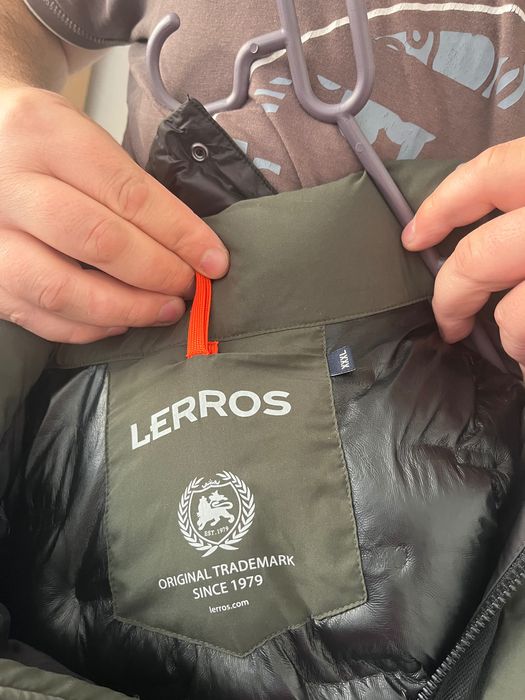 XXXL
LERROS
EST. 1979
ORIGINAL TRADEMARK
SINCE 1979
lerros.com